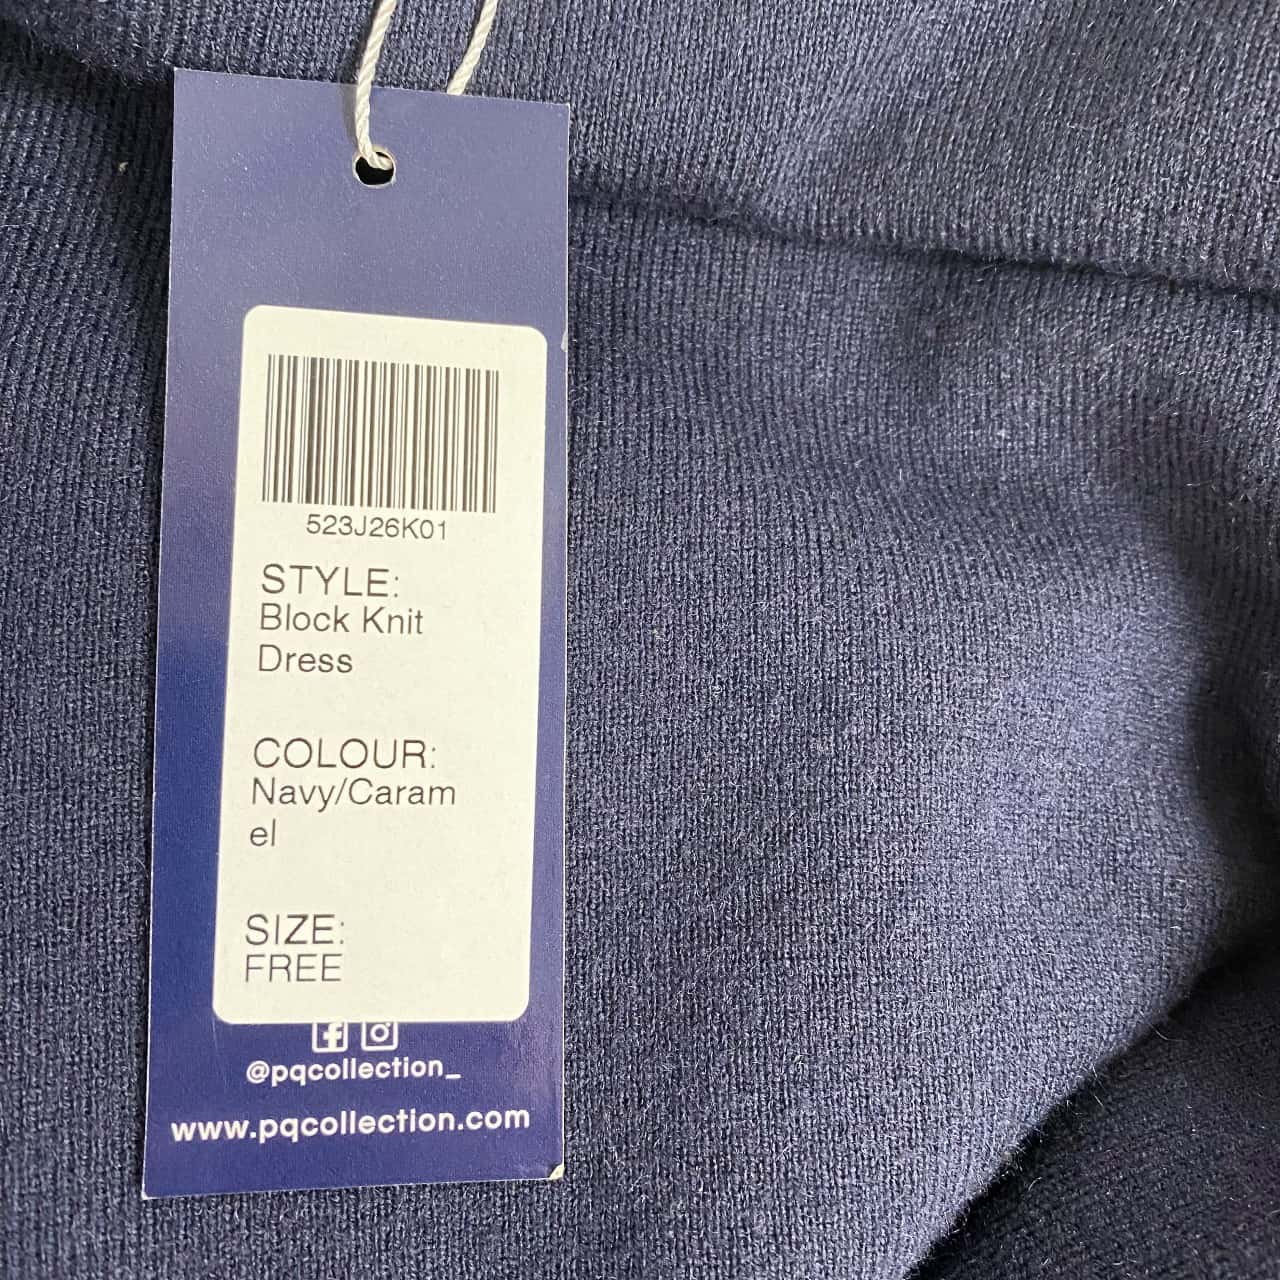 523J26K01
STYLE:
Block Knit
Dress
COLOUR:
Navy/Caram
el
SIZE:
FREE
@pqcollection_
www.pqcollection.com